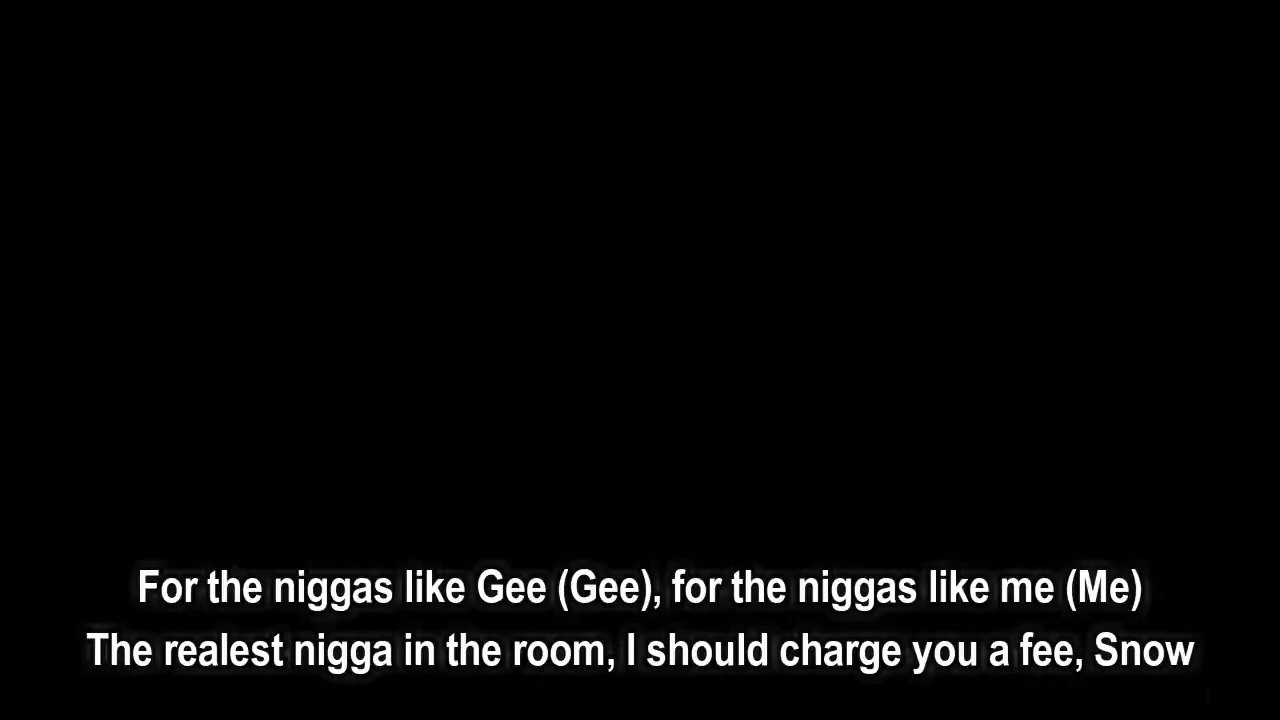 For the niggas like Gee (Gee), for the niggas like me (Me)
The realest nigga in the room, I should charge you a fee, Snow